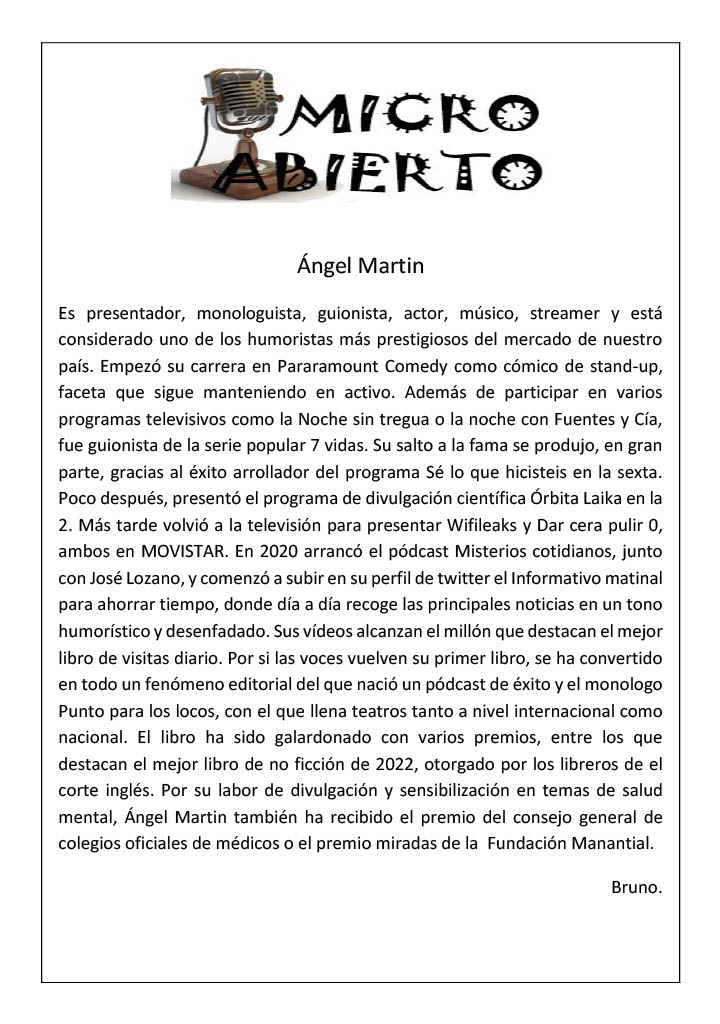 MICRO
ABIERTO
Ángel Martin
Es presentador, monologuista, guionista, actor, músico, streamer y está
considerado uno de los humoristas más prestigiosos del mercado de nuestro
país. Empezó su carrera en Pararamount Comedy como cómico de stand-up,
faceta que sigue manteniendo en activo. Además de participar en varios
programas televisivos como la Noche sin tregua o la noche con Fuentes y Cía,
fue guionista de la serie popular 7 vidas. Su salto a la fama se produjo, en gran
parte, gracias al éxito arrollador del programa Sé lo que hicisteis en la sexta.
Poco después, presentó el programa de divulgación científica Órbita Laika en la
2. Más tarde volvió a la televisión para presentar Wifileaks y Dar cera pulir 0,
ambos en MOVISTAR. En 2020 arrancó el pódcast Misterios cotidianos, junto
con José Lozano, y comenzó a subir en su perfil de twitter el Informativo matinal
para ahorrar tiempo, donde día a día recoge las principales noticias en un tono
humorístico y desenfadado. Sus vídeos alcanzan el millón que destacan el mejor
libro de visitas diario. Por si las voces vuelven su primer libro, se ha convertido
en todo un fenómeno editorial del que nació un pódcast de éxito y el monologo
Punto para los locos, con el que llena teatros tanto a nivel internacional como
nacional. El libro ha sido galardonado con varios premios, entre los que
destacan el mejor libro de no ficción de 2022, otorgado por los libreros de el
corte inglés. Por su labor de divulgación y sensibilización en temas de salud
mental, Ángel Martin también ha recibido el premio del consejo general de
colegios oficiales de médicos o el premio miradas de la  Fundación Manantial.
Bruno.